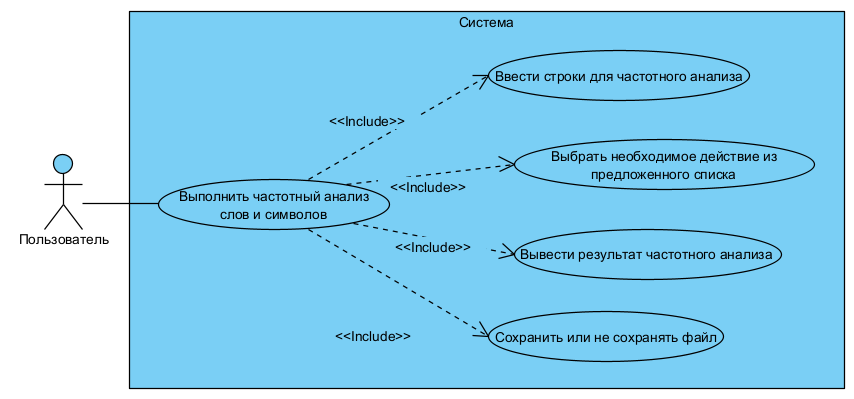 Система
Ввести строки для частотного анализа
<<Include>>
Выбрать необходимое действие из
предложенного списка
<<Include>>
Выполнить частотный анализ
слов и символов
Пользователь
<<Include>>
Вывести результат частотного анализа
<<Include>>
Сохранить или не сохранять файл